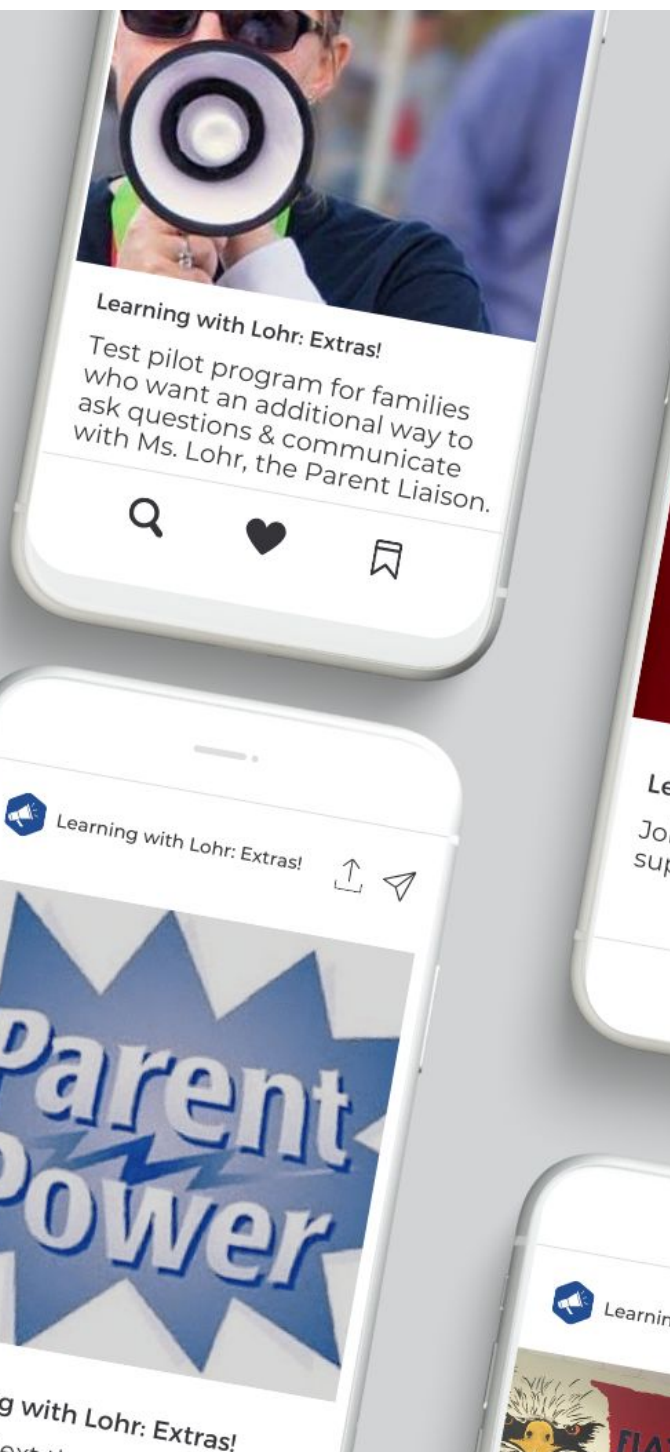 Learning with Lohr: Extras!
Test pilot program for families
who want an additional way to
ask questions & communicate
with Ms. Lohr, the Parent Liaison.
Learning with Lohr: Extras!
Parent
Power
with Lohr: Extras!